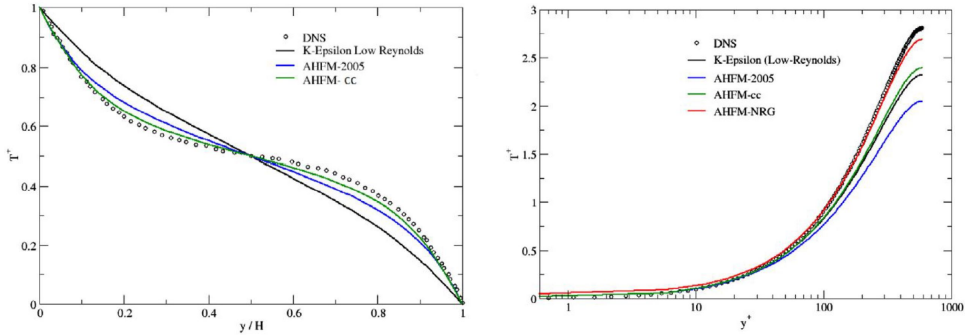 DNS
K-Epsilon Low Reynolds
AHFM-2005
AHFM- cc
T+
1
0.8
0.6
0.4
0.2
0
0
0.2
0.4
0.6
0.8
1
y / H
DNS
K-Epsilon (Low-Reynolds)
AHFM-2005
AHFM-cc
AHFM-NRG
T+
3
2.5
2
1.5
1
0.5
0
1
10
100
1000
y+